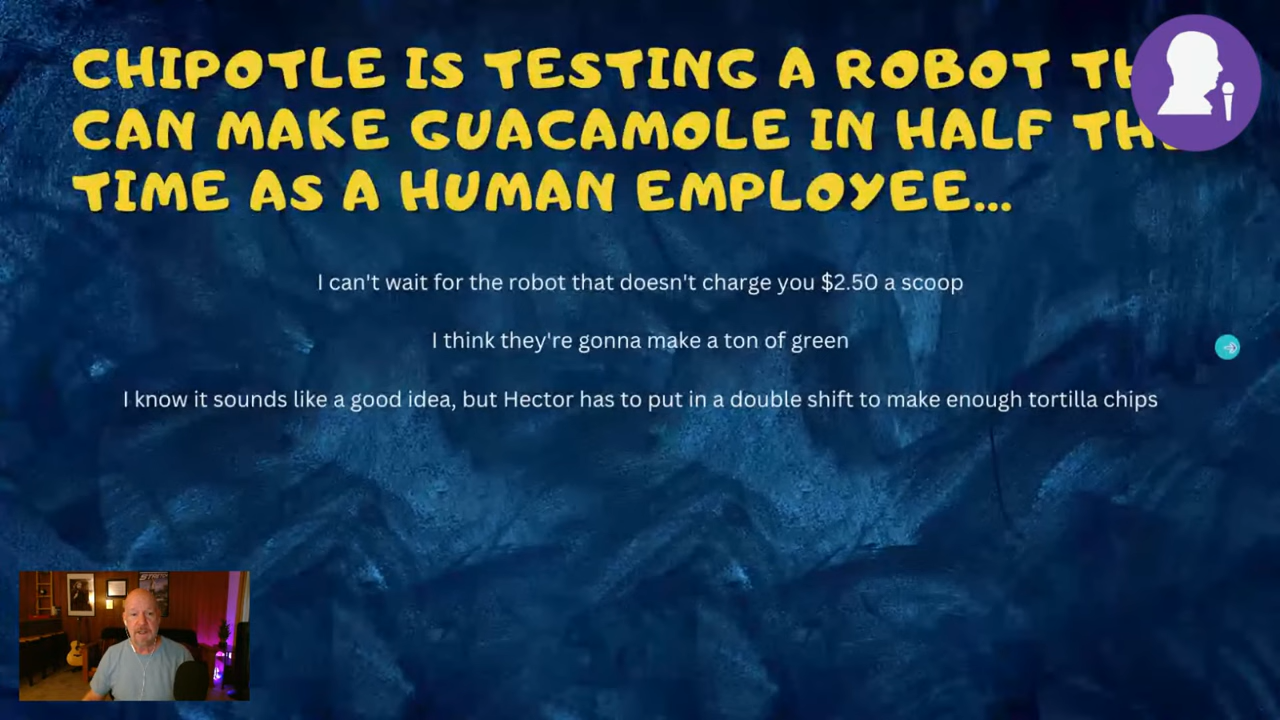 CHIPOTLE IS TESTING A ROBOT
CAN MAKE GUACAMOLE IN HALF
TIME AS A HUMAN EMPLOYEE...
I can't wait for the robot that doesn't charge you $2.50 a scoop
I think they're gonna make a ton of green
I know it sounds like a good idea, but Hector has to put in a double shift to make enough tortilla chips